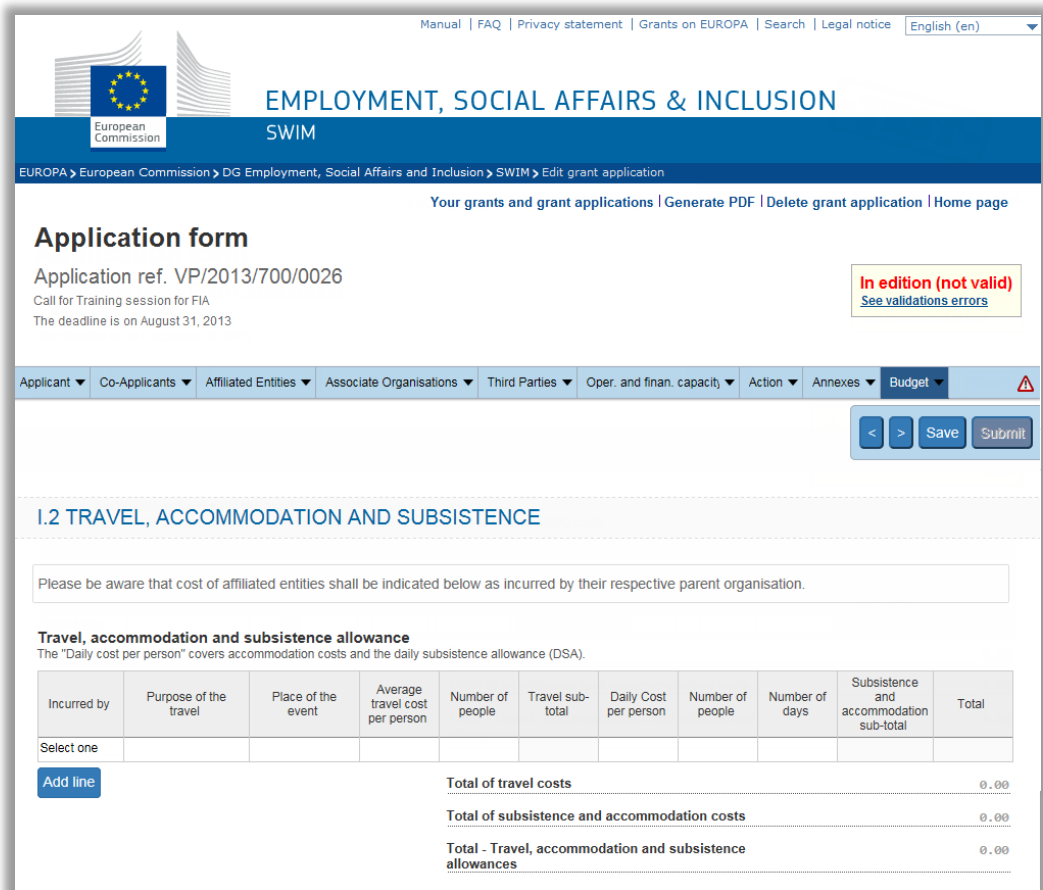 Manual | FAQ | Privacy statement | Grants on EUROPA | Search | Legal notice English (en)
EMPLOYMENT, SOCIAL AFFAIRS & INCLUSION
European
Commission
SWIM
EUROPA > European Commission > DG Employment, Social Affairs and Inclusion > SWIM > Edit grant application
Your grants and grant applications | Generate PDF | Delete grant application | Home page
Application form
Application ref. VP/2013/700/0026
Call for Training session for FIA
The deadline is on August 31, 2013
In edition (not valid)
See validations errors
Applicant Co-Applicants Affiliated Entities Associate Organisations Third Parties Oper. and finan. capacity Action Annexes Budget
< > Save Submit
I.2 TRAVEL, ACCOMMODATION AND SUBSISTENCE
Please be aware that cost of affiliated entities shall be indicated below as incurred by their respective parent organisation.
Travel, accommodation and subsistence allowance
The "Daily cost per person" covers accommodation costs and the daily subsistence allowance (DSA).
Incurred by
Purpose of the
travel
Place of the
event
Average
travel cost
per person
Number of
people
Travel sub-
total
Daily Cost
per person
Number of
people
Number of
days
Subsistence
and
accommodation
sub-total
Total
Select one
Add line
Total of travel costs 0.00
Total of subsistence and accommodation costs 0.00
Total - Travel, accommodation and subsistence
allowances 0.00